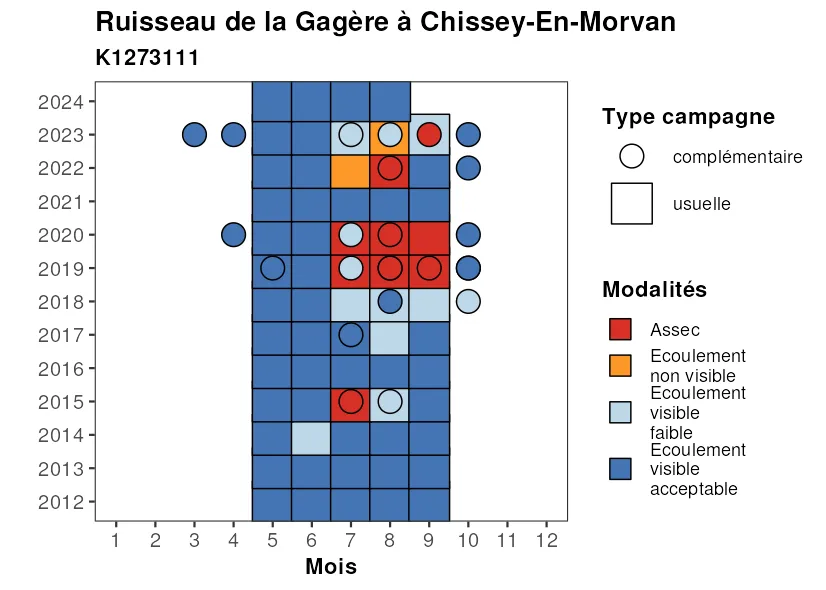 Ruisseau de la Gagère à Chissey-En-Morvan
K1273111
2024
2023
2022
2021
2020
2019
2018
2017
2016
2015
2014
2013
2012
1 2 3 4 5 6 7 8 9 10 11 12
Mois
Type campagne
complémentaire
usuelle
Modalités
Assec
Ecoulement
non visible
Ecoulement
visible
faible
Ecoulement
visible
acceptable